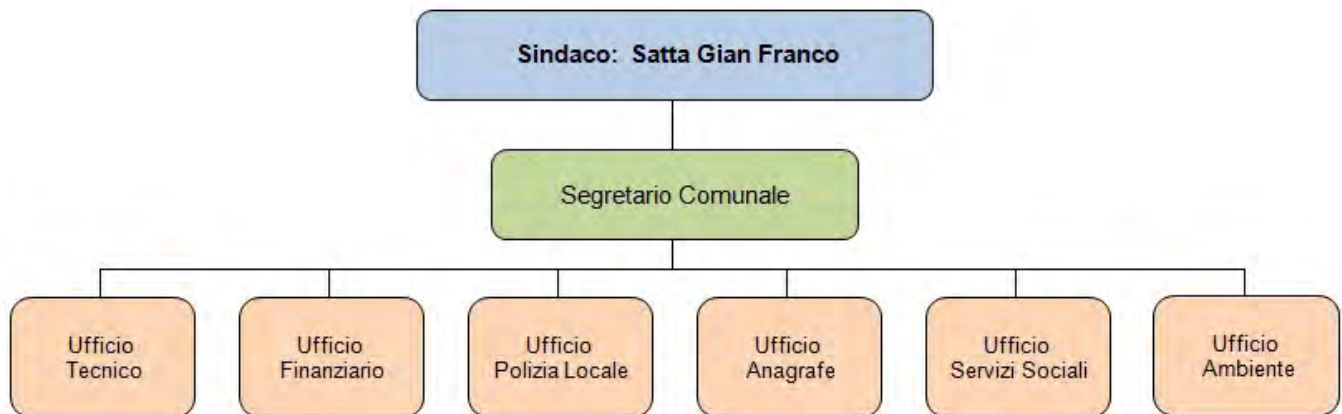 Sindaco: Satta Gian Franco
Segretario Comunale
Ufficio
Tecnico
Ufficio
Finanziario
Ufficio
Polizia Locale
Ufficio
Anagrafe
Ufficio
Servizi Sociali
Ufficio
Ambiente